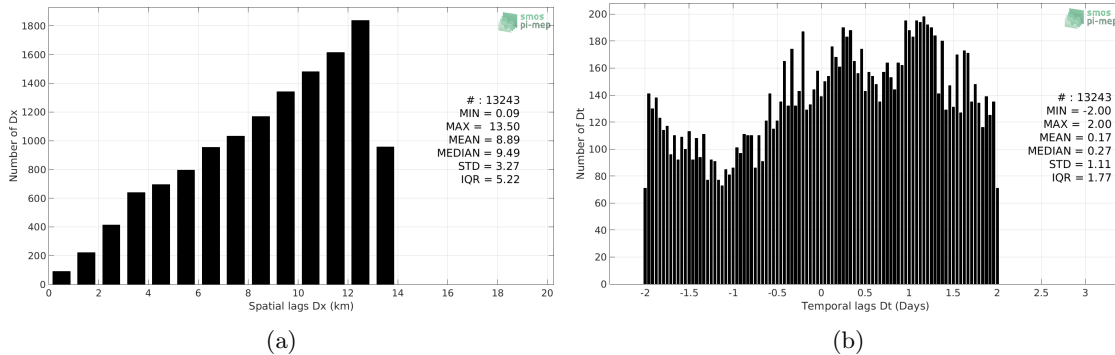 1800
1600
1400
1200
1000
800
600
400
200
0
Number of Dx
smos
pi-mep
# : 13243
MIN = 0.09
MAX = 13.50
MEAN = 8.89
MEDIAN = 9.49
STD = 3.27
IQR = 5.22
0 2 4 6 8 10 12 14 16 18 20
Spatial lags Dx (km)
(a)
200
180
160
140
120
100
80
60
40
20
0
Number of Dt
smos
pi-mep
# : 13243
MIN = -2.00
MAX = 2.00
MEAN = 0.17
MEDIAN = 0.27
STD = 1.11
IQR = 1.77
-2 -1.5 -1 -0.5 0 0.5 1 1.5 2 2.5 3
Temporal lags Dt (Days)
(b)